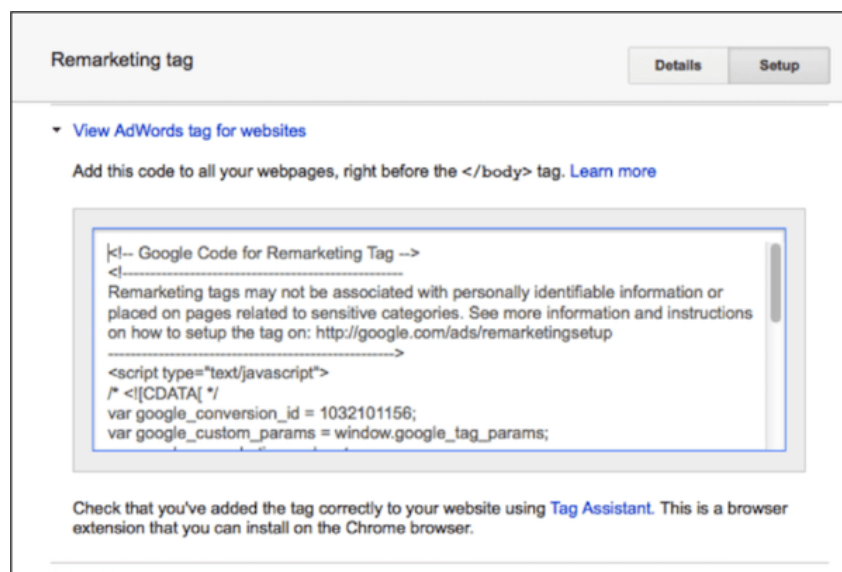 Remarketing tag
Details
Setup
View AdWords tag for websites
Add this code to all your webpages, right before the </body> tag. Learn more
<!-- Google Code for Remarketing Tag -->
<!--------------------------------------------------
Remarketing tags may not be associated with personally identifiable information or
placed on pages related to sensitive categories. See more information and instructions
on how to setup the tag on: http://google.com/ads/remarketingsetup
--------------------------------------------------->
<script type="text/javascript">
/* <![CDATA[ */
var google_conversion_id = 1032101156;
var google_custom_params = window.google_tag_params;
Check that you've added the tag correctly to your website using Tag Assistant. This is a browser
extension that you can install on the Chrome browser.